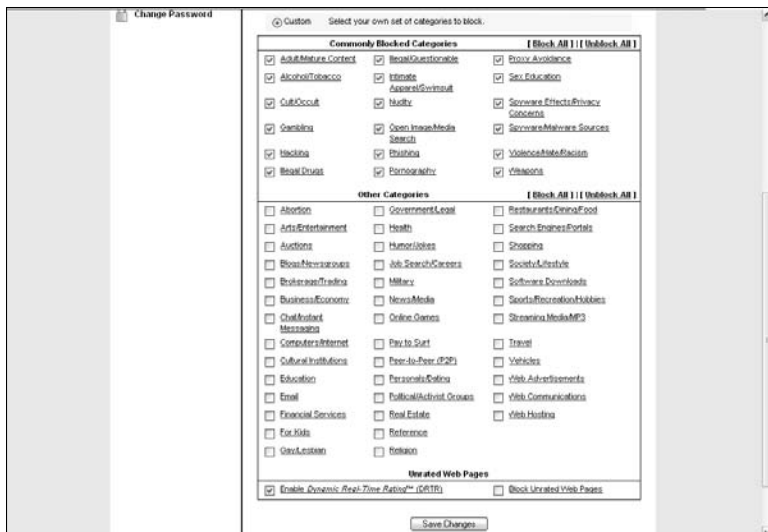 Change Password
Custom Select your own set of categories to block.
Commonly Blocked Categories [ Block All ] | [ Unblock All ]
Adult/Mature Content Illegal/Questionable Proxy Avoidance
Alcohol/Tobacco Intimate Apparel/Swimsuit Sex Education
Cult/Occult Nudity Spyware Effects/Privacy Concerns
Gambling Open Image/Media Search Spyware/Malware Sources
Hacking Phishing Violence/Hate/Racism
Illegal Drugs Pornography Weapons
Other Categories [ Block All ] | [ Unblock All ]
Abortion Government/Legal Restaurants/Dining/Food
Arts/Entertainment Health Search Engines/Portals
Auctions Humor/Jokes Shopping
Blogs/Newsgroups Job Search/Careers Society/Lifestyle
Brokerage/Trading Military Software Downloads
Business/Economy News/Media Sports/Recreation/Hobbies
Chat/Instant Messaging Online Games Streaming Media/MP3
Computers/Internet Pay to Surf Travel
Cultural Institutions Peer-to-Peer (P2P) Vehicles
Education Personals/Dating Web Advertisements
Email Political/Activist Groups Web Communications
Financial Services Real Estate Web Hosting
For Kids Reference
Gay/Lesbian Religion
Unrated Web Pages
Enable Dynamic Real-Time Rating™ (DRTR) Block Unrated Web Pages
Save Changes